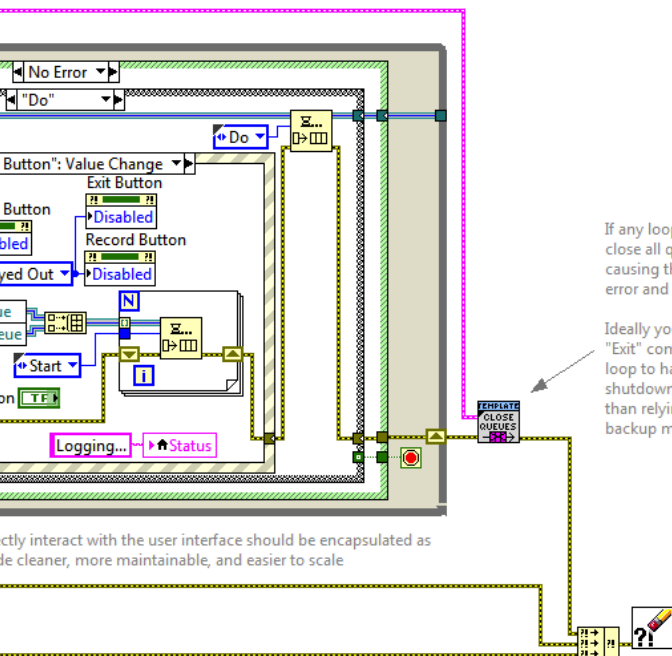 No Error
"Do"
Do
Button": Value Change
Exit Button
Button
Disabled
bled
Record Button
yed Out
Disabled
N
ue
eue
Start
i
on
TF
Logging...
Status
If any loop
close all q
causing th
error and
Ideally yo
"Exit" con
loop to ha
shutdown
than relyin
backup m
TEMPLATE
CLOSE
QUEUES
ctly interact with the user interface should be encapsulated as
de cleaner, more maintainable, and easier to scale
?!
?!
?!
?!
?!